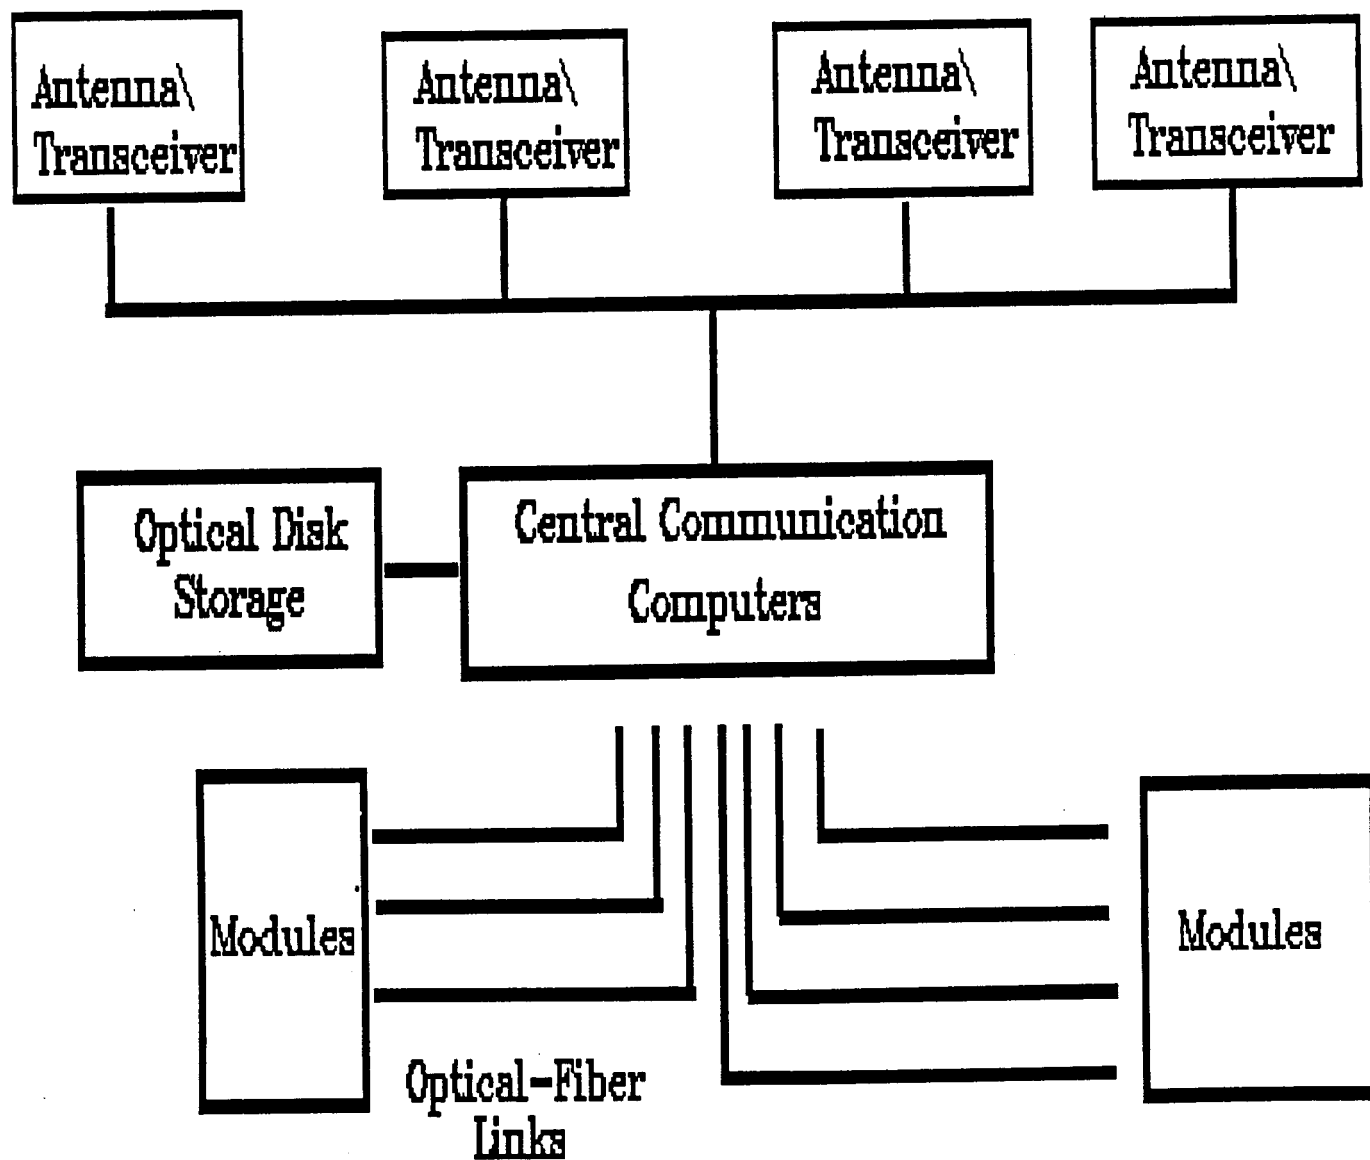 Antenna\
Transceiver
Antenna\
Transceiver
Antenna\
Transceiver
Antenna\
Transceiver
Optical Disk
Storage
Central Communication
Computers
Modules
Modules
Optical-Fiber
Links